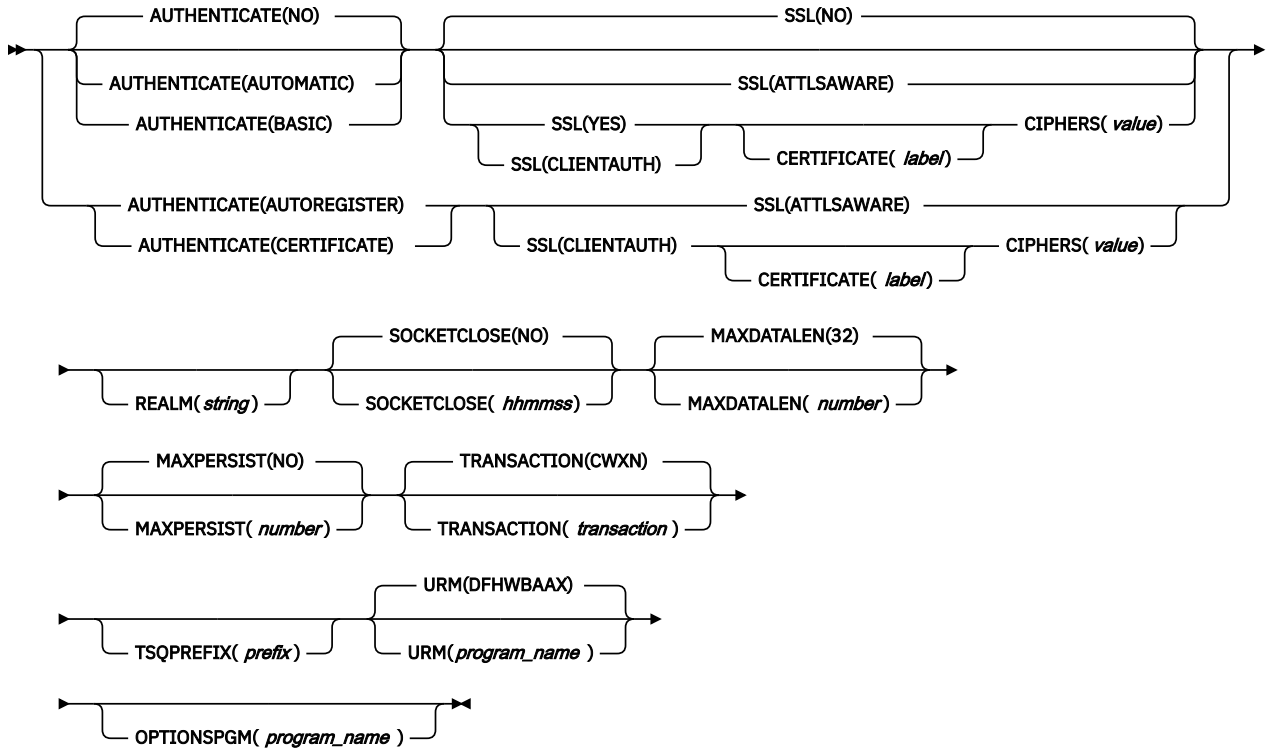 AUTHENTICATE(NO) SSL(NO)
AUTHENTICATE(AUTOMATIC) SSL(ATTLSAWARE)
AUTHENTICATE(BASIC) SSL(YES) CIPHERS( value)
SSL(CLIENTAUTH) CERTIFICATE( label)
AUTHENTICATE(AUTOREGISTER) SSL(ATTLSAWARE)
AUTHENTICATE(CERTIFICATE) SSL(CLIENTAUTH) CIPHERS( value)
CERTIFICATE( label)
SOCKETCLOSE(NO) MAXDATALEN(32)
REALM( string ) SOCKETCLOSE( hhmmss) MAXDATALEN( number )
MAXPERSIST(NO) TRANSACTION(CWXN)
MAXPERSIST( number ) TRANSACTION( transaction )
URM(DFHWBAAX)
TSQPREFIX( prefix ) URM(program_name )
OPTIONSPGM( program_name )